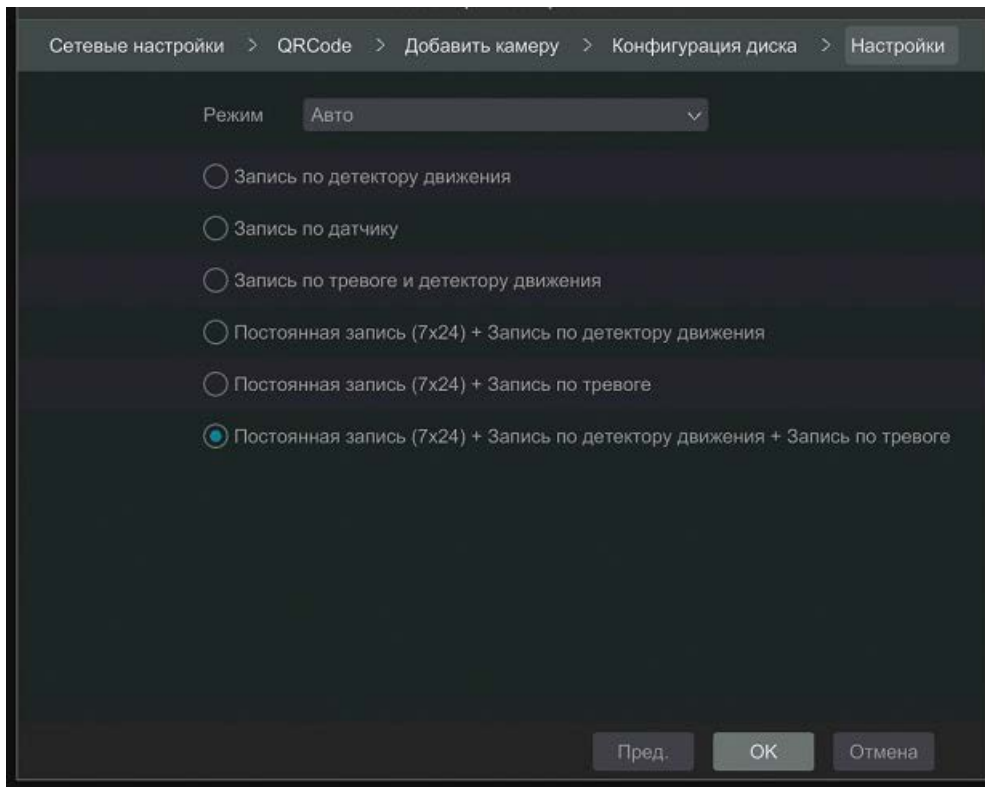 Сетевые настройки > QRCode > Добавить камеру > Конфигурация диска > Настройки
Режим Авто
Запись по детектору движения
Запись по датчику
Запись по тревоге и детектору движения
Постоянная запись (7x24) + Запись по детектору движения
Постоянная запись (7x24) + Запись по тревоге
Постоянная запись (7x24) + Запись по детектору движения + Запись по тревоге
Пред. OK Отмена